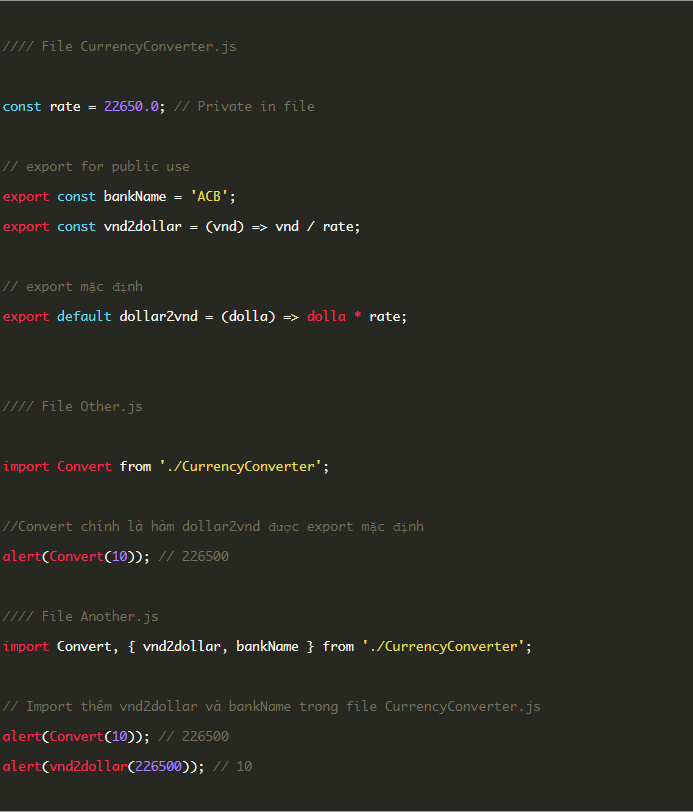 //// File CurrencyConverter.js
const rate = 22650.0; // Private in file
// export for public use
export const bankName = 'ACB';
export const vnd2dollar = (vnd) => vnd / rate;
// export mặc định
export default dollar2vnd = (dolla) => dolla * rate;
//// File Other.js
import Convert from './CurrencyConverter';
//Convert chính là hàm dollar2vnd được export mặc định
alert(Convert(10)); // 226500
//// File Another.js
import Convert, { vnd2dollar, bankName } from './CurrencyConverter';
// Import thêm vnd2dollar và bankName trong file CurrencyConverter.js
alert(Convert(10)); // 226500
alert(vnd2dollar(226500)); // 10